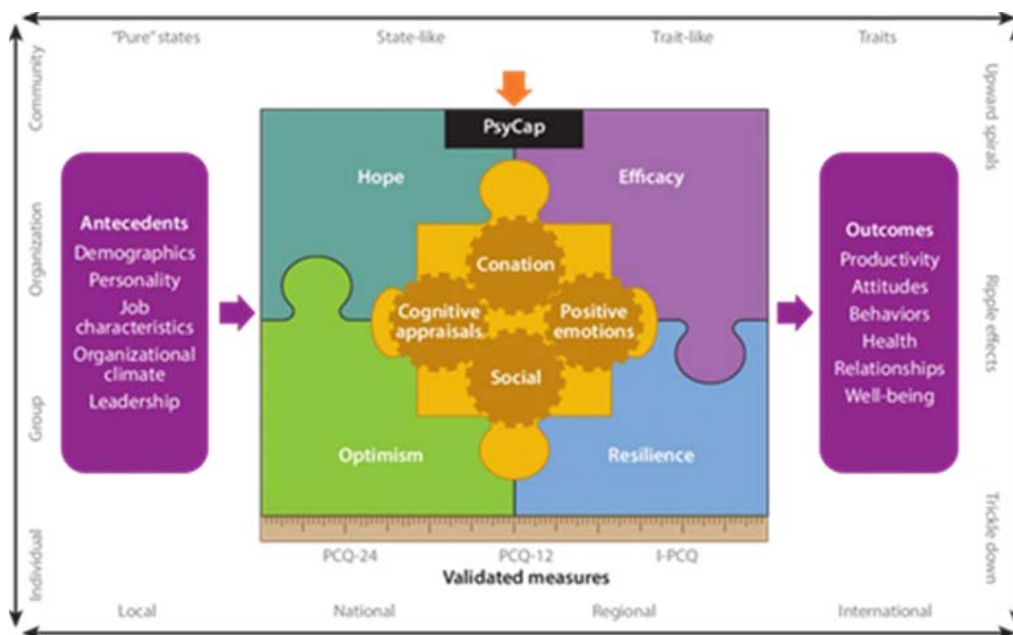 "Pure" states
State-like
Trait-like
Traits
Community
Organization
Group
Individual
Antecedents
Demographics
Personality
Job
characteristics
Organizational
climate
Leadership
PsyCap
Hope
Efficacy
Conation
Cognitive
appraisals
Positive
emotions
Social
Optimism
Resilience
Outcomes
Productivity
Attitudes
Behaviors
Health
Relationships
Well-being
Upward spirals
Ripple effects
Trickle down
PCQ-24
PCQ-12
I-PCQ
Validated measures
Local
National
Regional
International